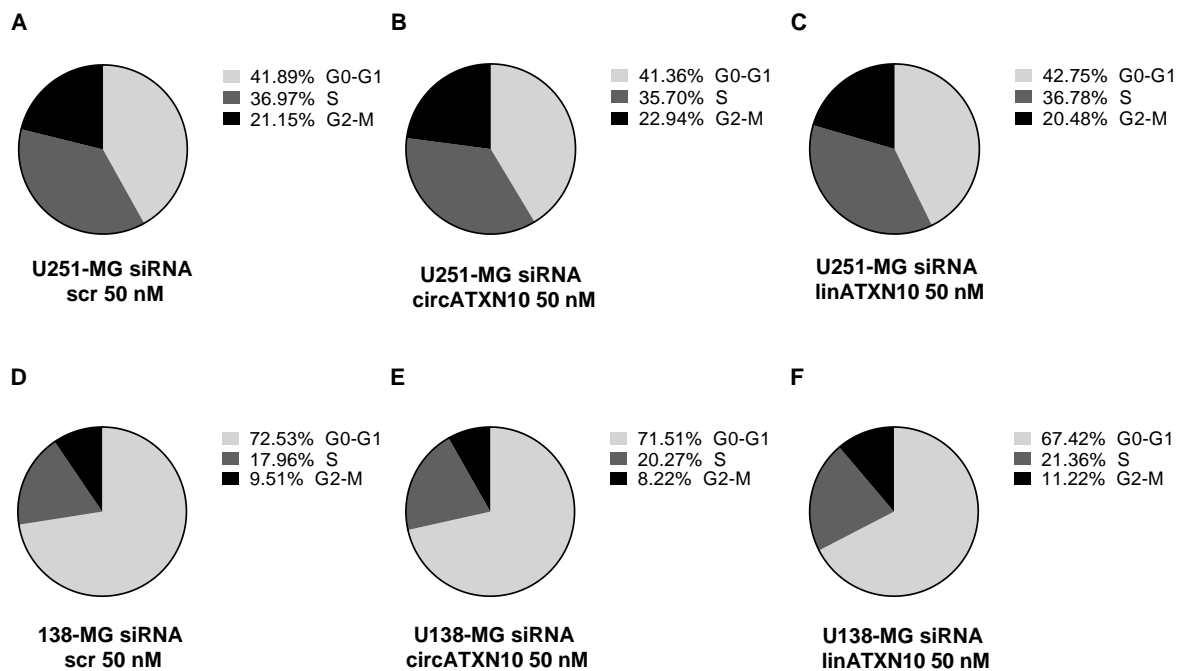 A
41.89% G0-G1
36.97% S
21.15% G2-M
U251-MG siRNA
scr 50 nM
B
41.36% G0-G1
35.70% S
22.94% G2-M
U251-MG siRNA
circATXN10 50 nM
C
42.75% G0-G1
36.78% S
20.48% G2-M
U251-MG siRNA
linATXN10 50 nM
D
72.53% G0-G1
17.96% S
9.51% G2-M
138-MG siRNA
scr 50 nM
E
71.51% G0-G1
20.27% S
8.22% G2-M
U138-MG siRNA
circATXN10 50 nM
F
67.42% G0-G1
21.36% S
11.22% G2-M
U138-MG siRNA
linATXN10 50 nM